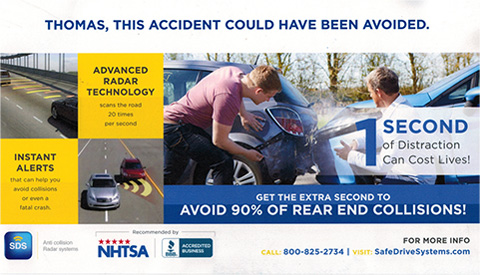 THOMAS, THIS ACCIDENT COULD HAVE BEEN AVOIDED.
ADVANCED
RADAR
TECHNOLOGY
scans the road
20 times
per second
INSTANT
ALERTS
that can help you
avoid collisions
or even a
fatal crash.
1 SECOND
of Distraction
Can Cost Lives!
GET THE EXTRA SECOND TO
AVOID 90% OF REAR END COLLISIONS!
SDS
Anti collision
Radar systems
Recommended by
NHTSA
BBB
ACCREDITED
BUSINESS
FOR MORE INFO
CALL: 800-825-2734 | VISIT: SafeDriveSystems.com